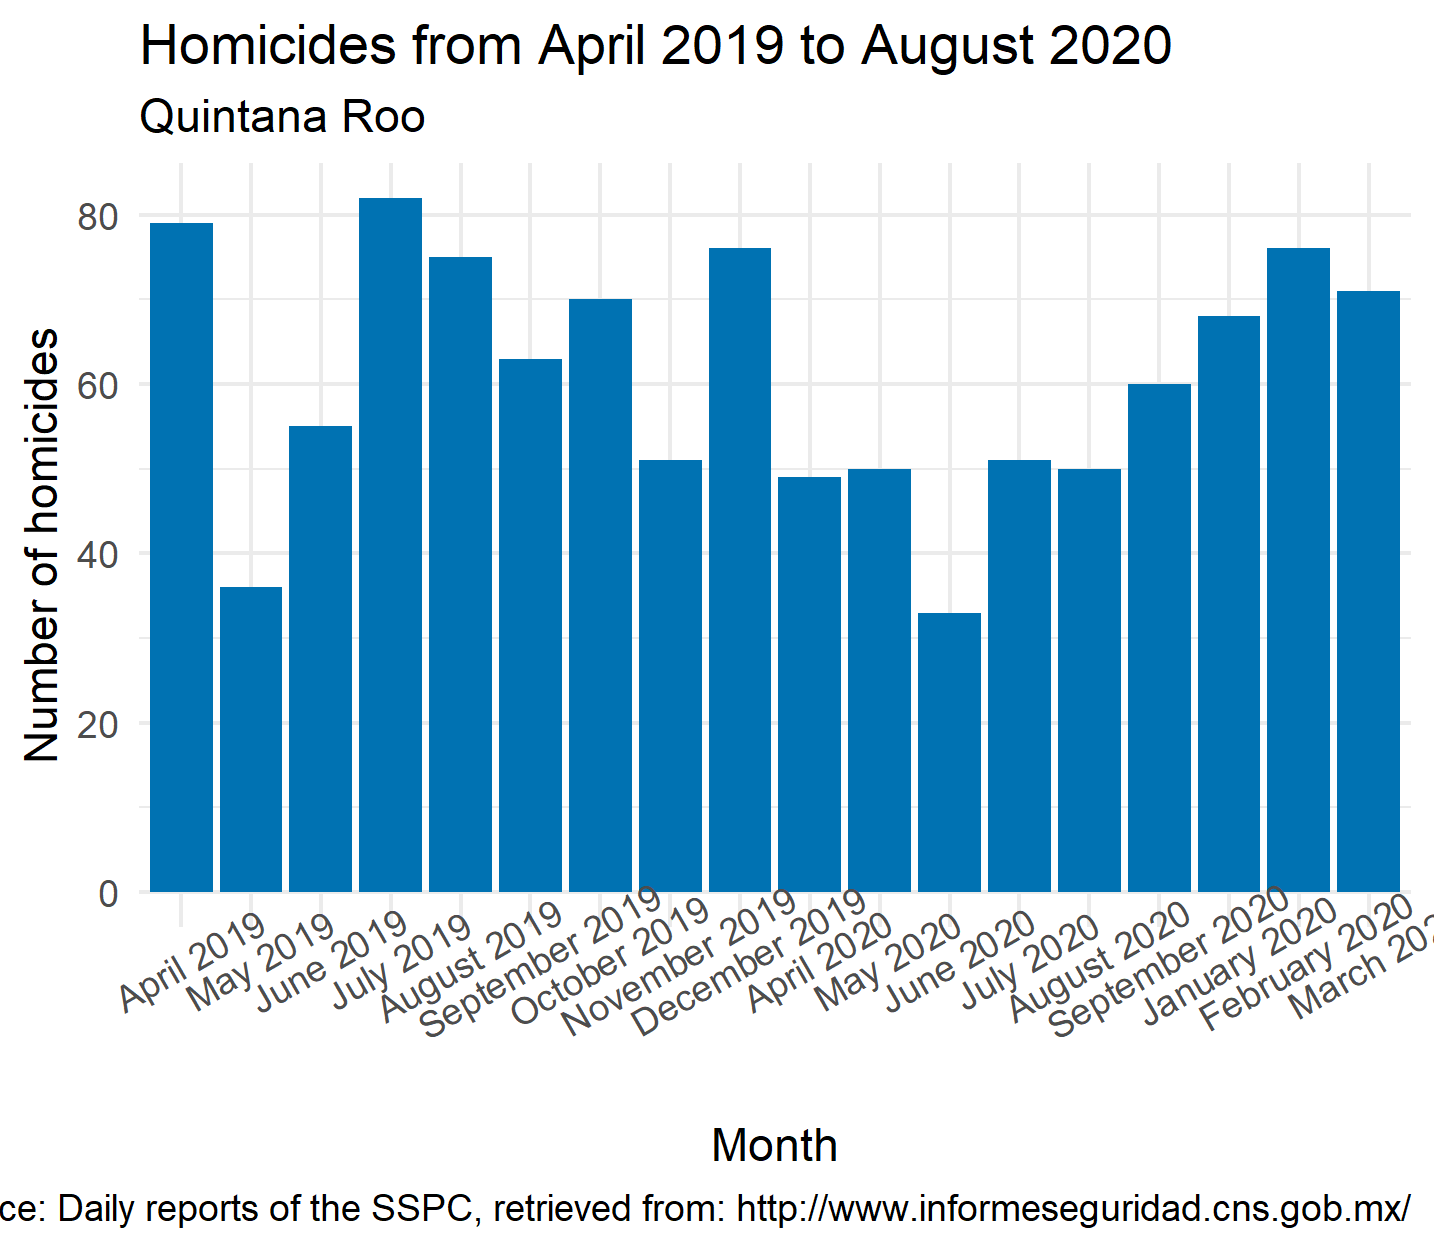 Homicides from April 2019 to August 2020
Quintana Roo
Number of homicides
80
60
40
20
0
April 2019
May 2019
June 2019
July 2019
August 2019
September 2019
October 2019
November 2019
December 2019
April 2020
May 2020
June 2020
July 2020
August 2020
September 2020
January 2020
February 2020
March 202
Month
ce: Daily reports of the SSPC, retrieved from: http://www.informeseguridad.cns.gob.mx/